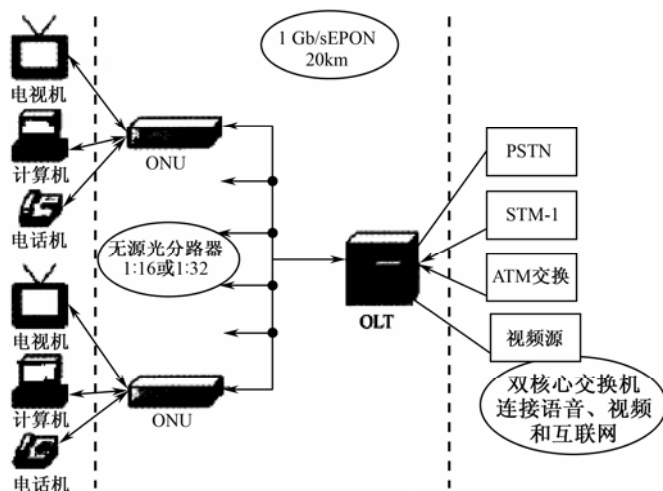 1 Gb/sEPON
20km
电视机
计算机
电话机
ONU
无源光分路器
1:16或1:32
OLT
PSTN
STM-1
ATM交换
视频源
双核心交换机
连接语音、视频
和互联网
电视机
计算机
电话机
ONU